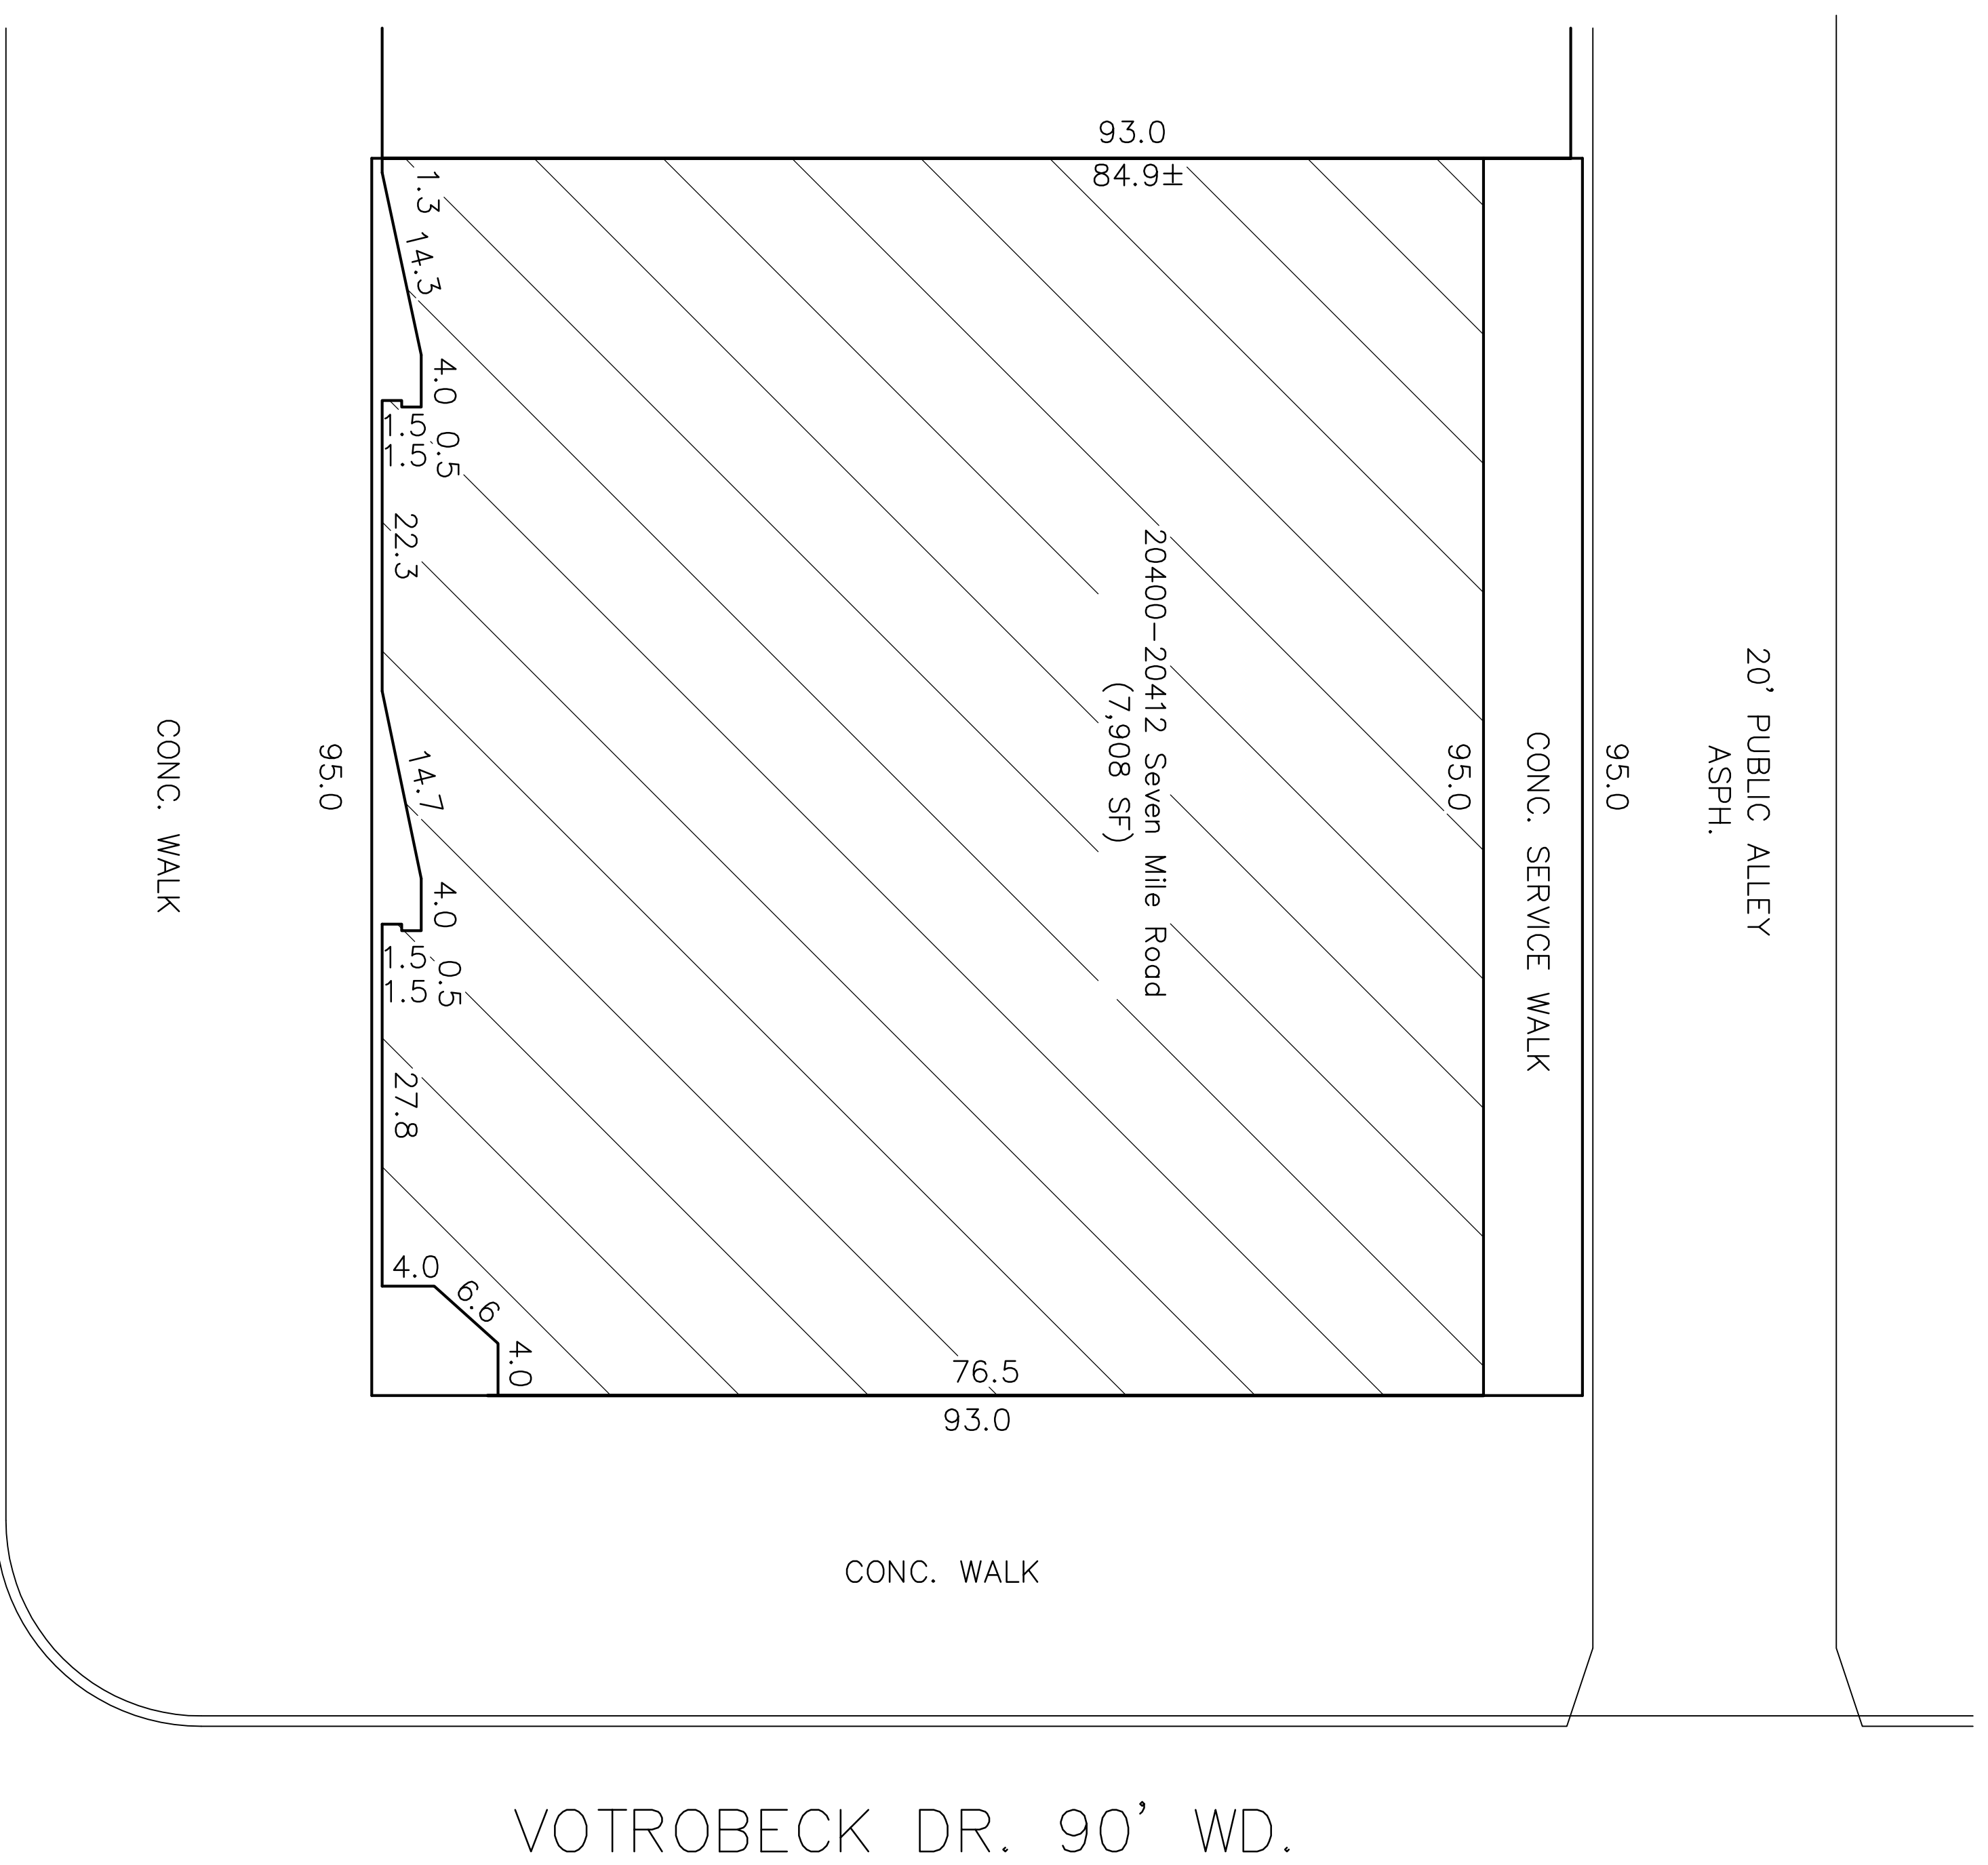 93.0
84.9±
1.3
14.3
4.0
1.5
0.5
1.5
22.3
20400-20412 Seven Mile Road
(7,908 SF)
95.0
CONC. SERVICE WALK
95.0
20' PUBLIC ALLEY
ASPH.
CONC. WALK
95.0
14.7
4.0
1.5
0.5
1.5
27.8
4.0
6.6
4.0
76.5
93.0
CONC. WALK
VOTROBECK DR. 90' WD.